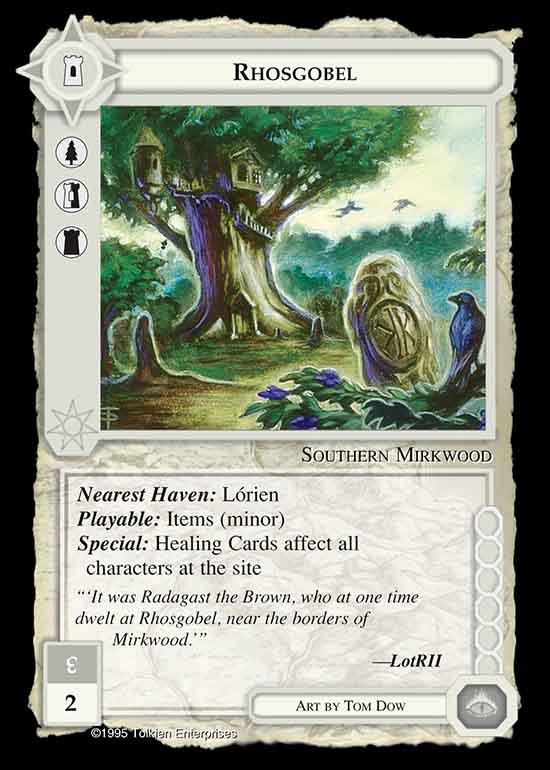 RHOSGOBEL
SOUTHERN MIRKWOOD
Nearest Haven: Lórien
Playable: Items (minor)
Special: Healing Cards affect all
characters at the site
“‘It was Radagast the Brown, who at one time
dwelt at Rhosgobel, near the borders of
Mirkwood.’”
—LotRII
2
ART BY TOM DOW
©1995 Tolkien Enterprises